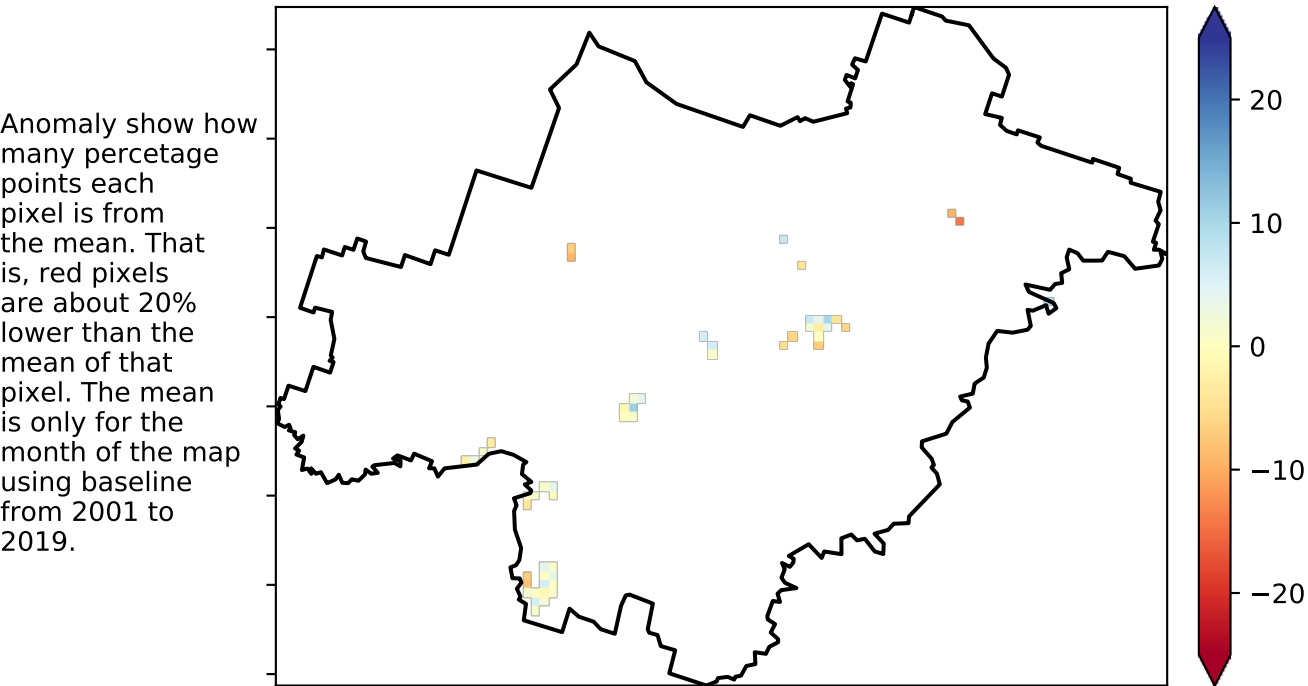 Anomaly show how
many percetage
points each
pixel is from
the mean. That
is, red pixels
are about 20%
lower than the
mean of that
pixel. The mean
is only for the
month of the map
using baseline
from 2001 to
2019.
20
10
0
−10
−20